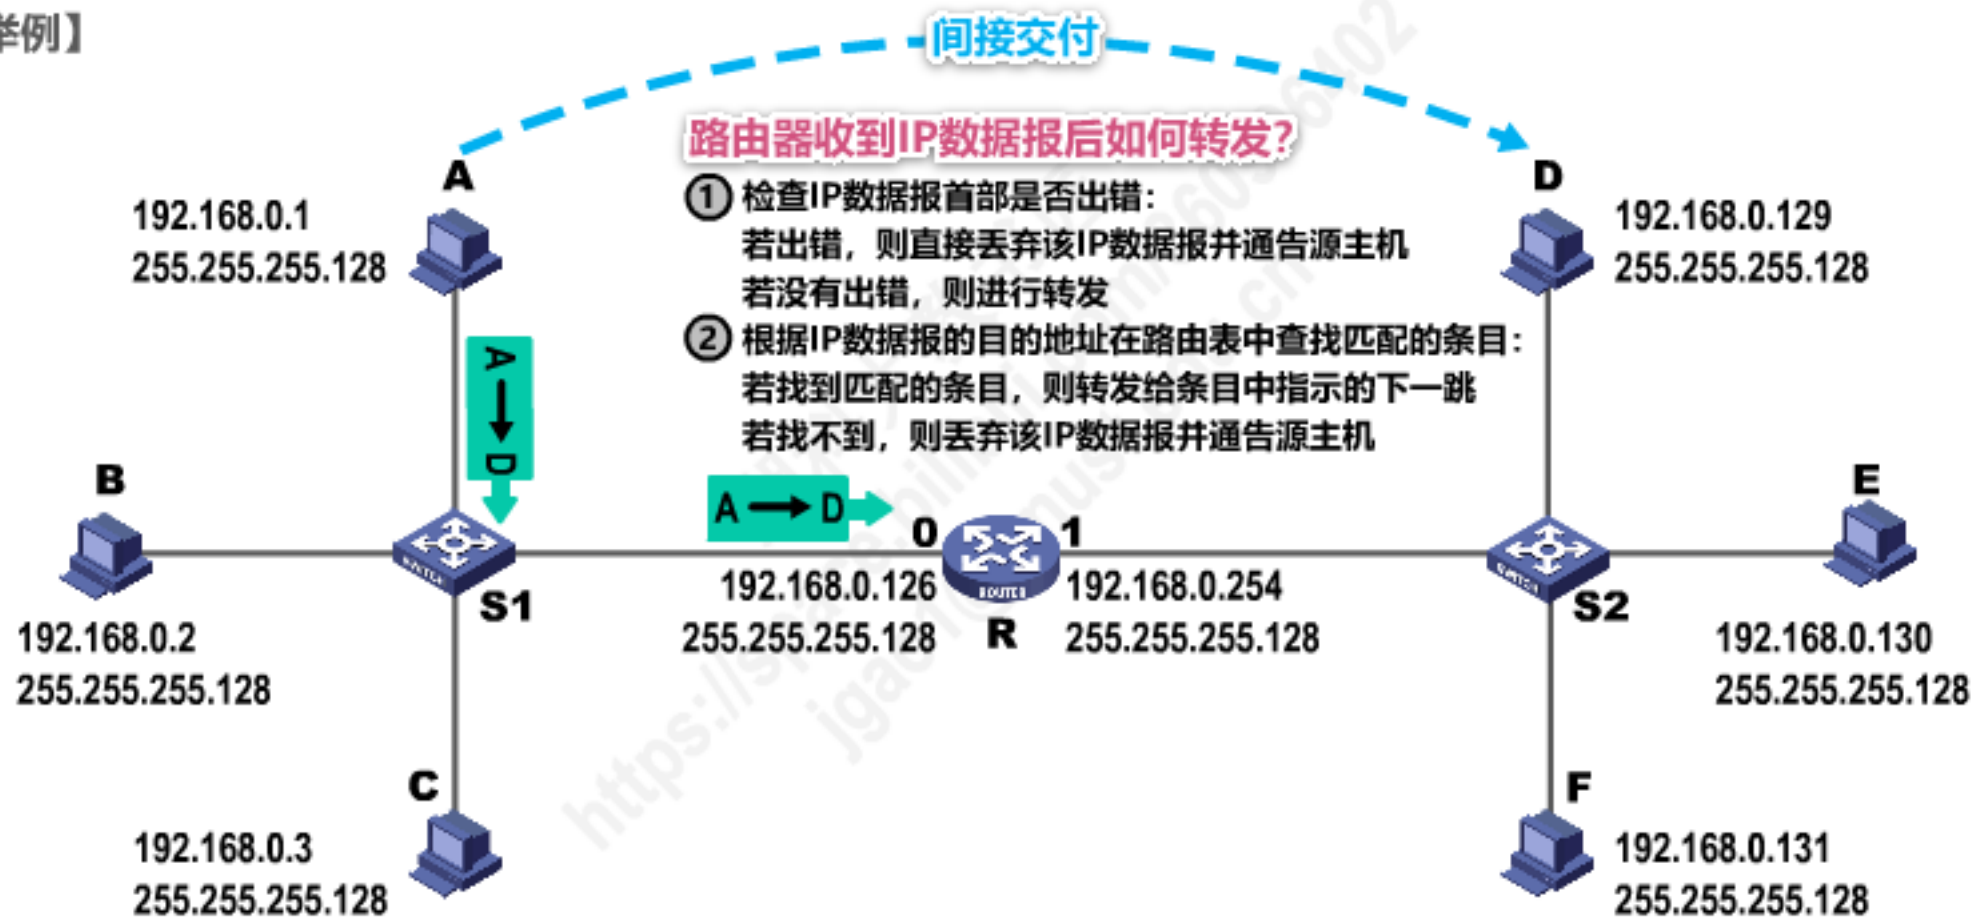 举例】
间接交付
路由器收到IP数据报后如何转发？
① 检查IP数据报首部是否出错：
若出错，则直接丢弃该IP数据报并通告源主机
若没有出错，则进行转发
② 根据IP数据报的目的地址在路由表中查找匹配的条目：
若找到匹配的条目，则转发给条目中指示的下一跳
若找不到，则丢弃该IP数据报并通告源主机
A
192.168.0.1
255.255.255.128
D
192.168.0.129
255.255.255.128
A → D
B
192.168.0.2
255.255.255.128
SWITCH
S1
A → D
0
192.168.0.126
255.255.255.128
ROUTER
R
1
192.168.0.254
255.255.255.128
SWITCH
S2
E
192.168.0.130
255.255.255.128
C
192.168.0.3
255.255.255.128
F
192.168.0.131
255.255.255.128